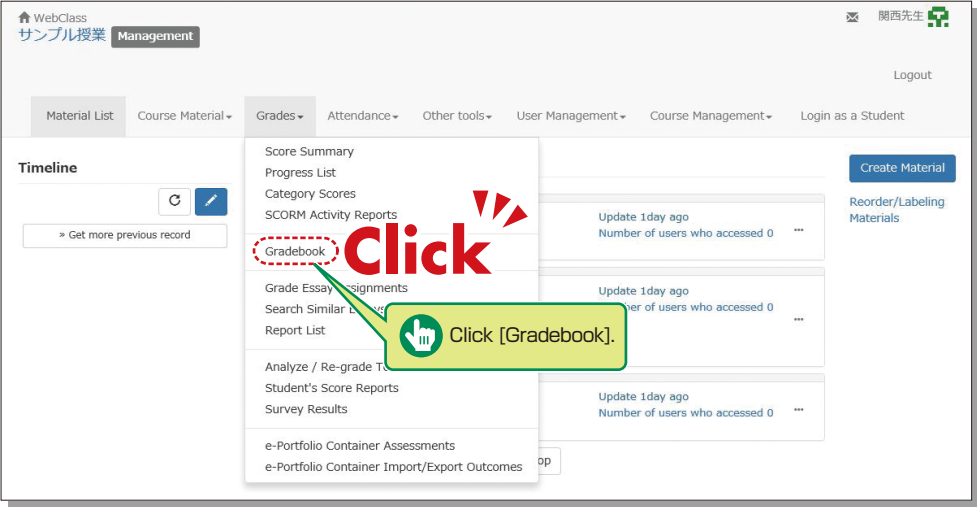 WebClass
関西先生
サンプル授業 Management
Logout
Material List Course Material Grades Attendance Other tools User Management Course Management Login as a Student
Timeline
» Get more previous record
Score Summary
Progress List
Category Scores
SCORM Activity Reports
Gradebook
Click
Grade Essay Assignments
Search Similar
Report List
Click [Gradebook].
Analyze / Re-grade
Student's Score Reports
Survey Results
e-Portfolio Container Assessments
e-Portfolio Container Import/Export Outcomes
Update 1day ago
Number of users who accessed 0
Update 1day ago
of users who accessed 0
Update 1day ago
Number of users who accessed 0
op
Create Material
Reorder/Labeling
Materials